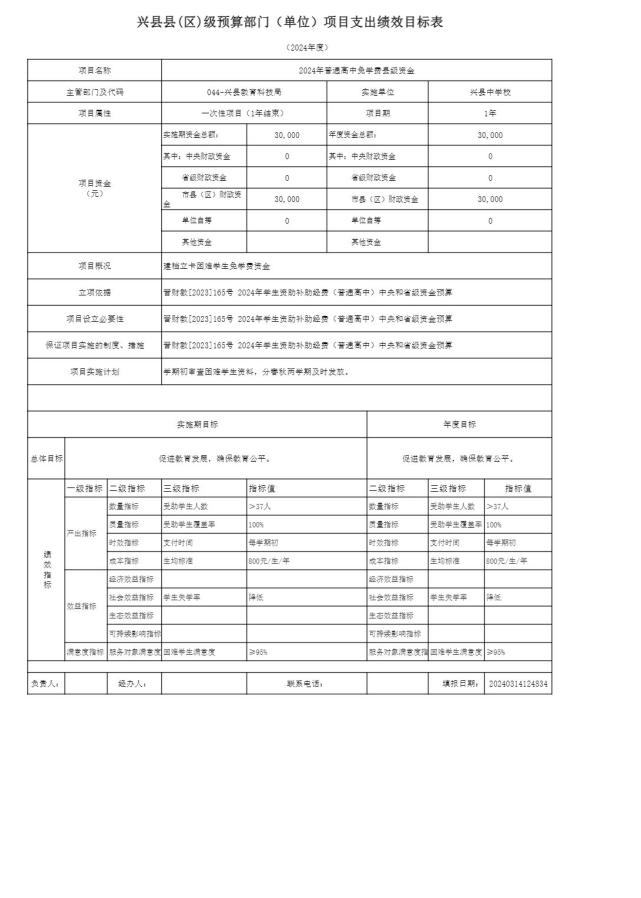 兴县县(区)级预算部门（单位）项目支出绩效目标表
（2024年度）
项目名称 2024年普通高中免学费县级资金
主管部门及代码 044-兴县教育科技局 实施单位 兴县中学校
项目属性 一次性项目（1年结束） 项目期 1年
项目资金（元） 实施期资金总额： 30,000 年度资金总额： 30,000
其中：中央财政资金 0 其中：中央财政资金 0
省级财政资金 0 省级财政资金 0
市县（区）财政资金 30,000 市县（区）财政资金 30,000
单位自筹 0 单位自筹 0
其他资金 其他资金
项目概况 建档立卡困难学生免学费资金
立项依据 晋财教[2023]165号 2024年学生资助补助经费（普通高中）中央和省级资金预算
项目设立必要性 晋财教[2023]165号 2024年学生资助补助经费（普通高中）中央和省级资金预算
保证项目实施的制度、措施 晋财教[2023]165号 2024年学生资助补助经费（普通高中）中央和省级资金预算
项目实施计划 学期初审查困难学生资料，分春秋两学期及时发放。
实施期目标 年度目标
总体目标 促进教育发展，确保教育公平。 促进教育发展，确保教育公平。
绩效指标 一级指标 二级指标 三级指标 指标值 二级指标 三级指标 指标值
产出指标 数量指标 受助学生人数 >37人 数量指标 受助学生人数 >37人
质量指标 受助学生覆盖率 100% 质量指标 受助学生覆盖率 100%
时效指标 支付时间 每学期初 时效指标 支付时间 每学期初
成本指标 生均标准 800元/生/年 成本指标 生均标准 800元/生/年
效益指标 经济效益指标 经济效益指标
社会效益指标 学生失学率 降低 社会效益指标 学生失学率 降低
生态效益指标 生态效益指标
可持续影响指标 可持续影响指标
满意度指标 服务对象满意度 困难学生满意度 ≥95% 服务对象满意度指 困难学生满意度 ≥95%
负责人： 经办人： 联系电话： 填报日期： 20240314124834